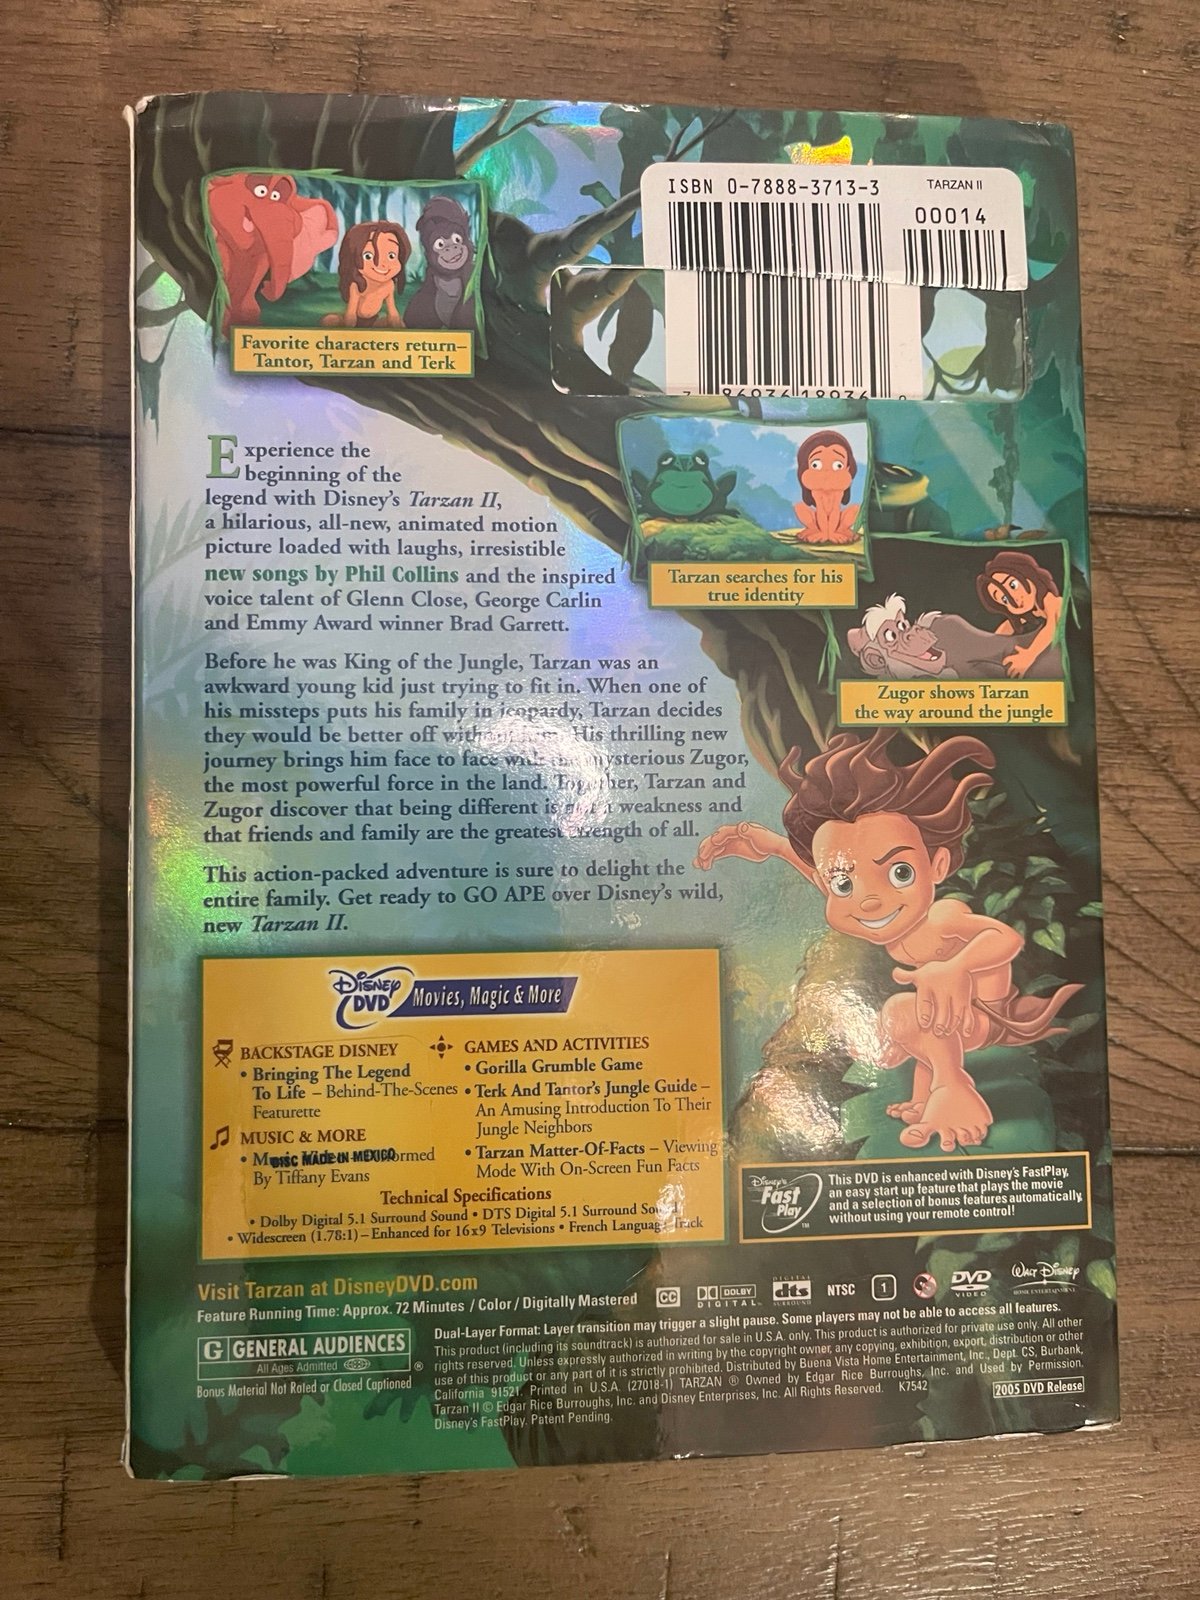 ISBN 0-7888-3713-3
TARZAN II
00014
Favorite characters return–
Tantor, Tarzan and Terk
Experience the
beginning of the
legend with Disney's Tarzan II,
a hilarious, all-new, animated motion
picture loaded with laughs, irresistible
new songs by Phil Collins and the inspired
voice talent of Glenn Close, George Carlin
and Emmy Award winner Brad Garrett.
Tarzan searches for his
true identity
Zugor shows Tarzan
the way around the jungle
Before he was King of the Jungle, Tarzan was an
awkward young kid just trying to fit in. When one of
his missteps puts his family in jeopardy, Tarzan decides
they would be better off without him. His thrilling new
journey brings him face to face with the mysterious Zugor,
the most powerful force in the land. Together, Tarzan and
Zugor discover that being different is not a weakness and
that friends and family are the greatest strength of all.
This action-packed adventure is sure to delight the
entire family. Get ready to GO APE over Disney's wild,
new Tarzan II.
Disney DVD Movies, Magic & More
BACKSTAGE DISNEY
• Bringing The Legend
To Life – Behind-The-Scenes
Featurette
MUSIC & MORE
• Music Video
DISC MADE IN MEXICO
By Tiffany Evans
GAMES AND ACTIVITIES
• Gorilla Grumble Game
• Terk And Tantor's Jungle Guide –
An Amusing Introduction To Their
Jungle Neighbors
• Tarzan Matter-Of-Facts – Viewing
Mode With On-Screen Fun Facts
Technical Specifications
• Dolby Digital 5.1 Surround Sound • DTS Digital 5.1 Surround Sound
• Widescreen (1.78:1) – Enhanced for 16x9 Televisions • French Language Track
Disney's Fast Play TM
This DVD is enhanced with Disney's FastPlay,
an easy start up feature that plays the movie
and a selection of bonus features automatically,
without using your remote control!
Visit Tarzan at DisneyDVD.com
Feature Running Time: Approx. 72 Minutes / Color / Digitally Mastered
CC DOLBY DIGITAL DIGITAL dts SURROUND NTSC 1 DVD VIDEO Walt Disney HOME ENTERTAINMENT
G GENERAL AUDIENCES
All Ages Admitted ®
Bonus Material Not Rated or Closed Captioned
Dual-Layer Format: Layer transition may trigger a slight pause. Some players may not be able to access all features.
This product (including its soundtrack) is authorized for sale in U.S.A. only. This product is authorized for private use only. All other
rights reserved. Unless expressly authorized in writing by the copyright owner, any copying, exhibition, export, distribution or other
use of this product or any part of it is strictly prohibited. Distributed by Buena Vista Home Entertainment, Inc., Dept. CS, Burbank,
California 91521. Printed in U.S.A. (27018-1) TARZAN ® Owned by Edgar Rice Burroughs, Inc. and Used by Permission.
Tarzan II © Edgar Rice Burroughs, Inc. and Disney Enterprises, Inc. All Rights Reserved. K7542
Disney's FastPlay. Patent Pending.
2005 DVD Release